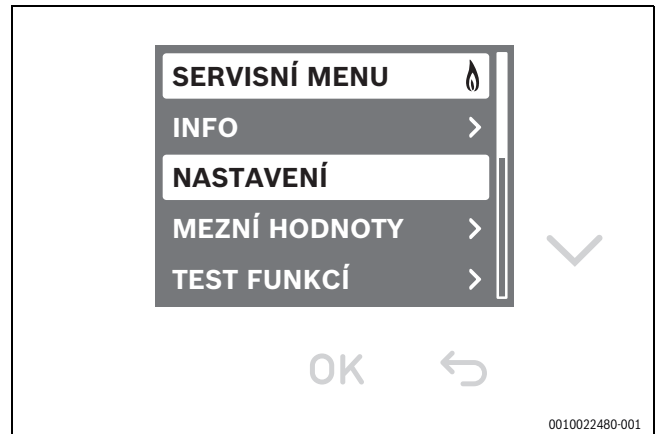 SERVISNÍ MENU
INFO
NASTAVENÍ
MEZNÍ HODNOTY
TEST FUNKCÍ
OK
0010022480-001